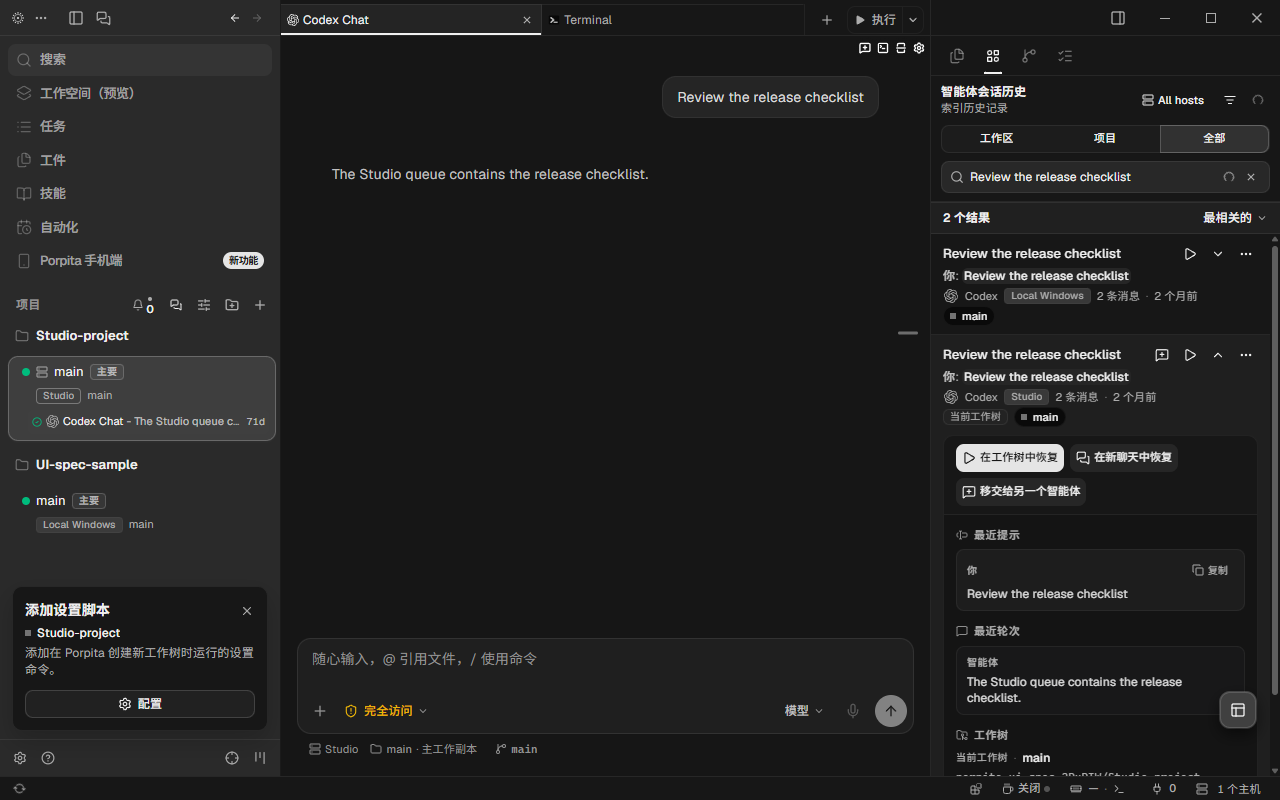 搜索
工作空间（预览）
任务
工件
技能
自动化
Porpita 手机端
新功能
项目
0
Studio-project
main 主要
Studio main
Codex Chat - The Studio queue c... 71d
UI-spec-sample
main 主要
Local Windows main
添加设置脚本
Studio-project
添加在 Porpita 创建新工作树时运行的设置
命令。
配置
Codex Chat
Terminal
执行
Review the release checklist
The Studio queue contains the release checklist.
随心输入，@ 引用文件，/ 使用命令
完全访问
模型
Studio
main · 主工作副本
main
智能体会话历史
索引历史记录
All hosts
工作区
项目
全部
Review the release checklist
2 个结果
最相关的
Review the release checklist
你: Review the release checklist
Codex Local Windows 2 条消息 · 2 个月前
main
Review the release checklist
你: Review the release checklist
Codex Studio 2 条消息 · 2 个月前
当前工作树 main
在工作树中恢复
在新聊天中恢复
移交给另一个智能体
最近提示
你
复制
Review the release checklist
最近轮次
智能体
The Studio queue contains the release
checklist.
工作树
当前工作树 · main
关闭
0
1 个主机